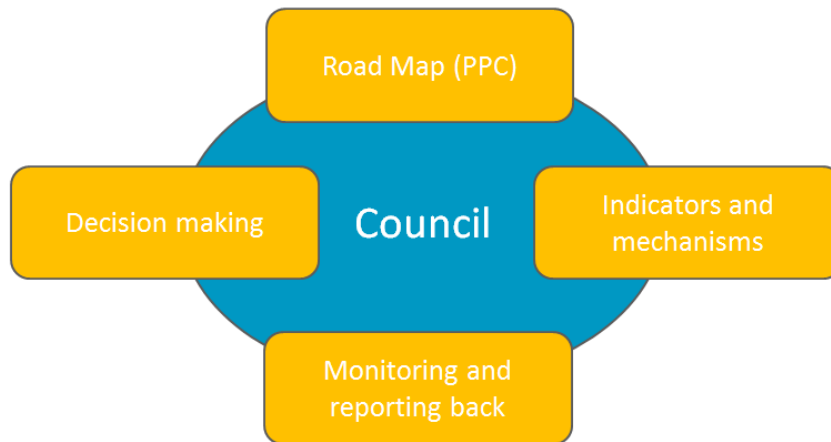 Road Map (PPC)
Decision making
Council
Indicators and
mechanisms
Monitoring and
reporting back